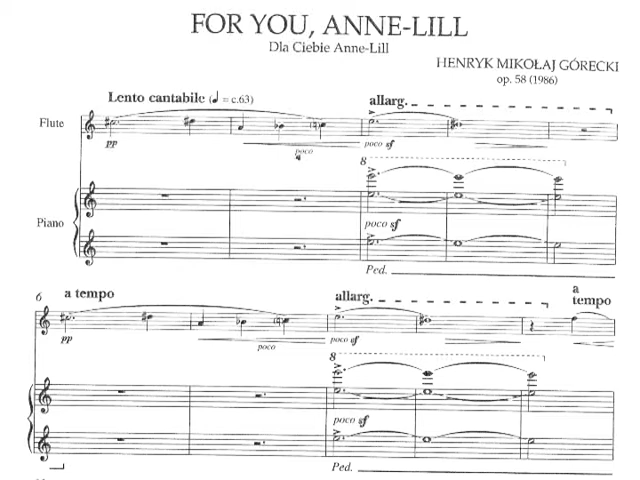 FOR YOU, ANNE-LILL
Dla Ciebie Anne-Lill
HENRYK MIKOŁAJ GÓRECKI
op. 58 (1986)
Lento cantabile (♩ = c.63)
allarg.
Flute
pp
poco
poco sf
8
Piano
poco sf
Ped.
6
a tempo
allarg.
a tempo
pp
poco
poco sf
8
poco sf
Ped.